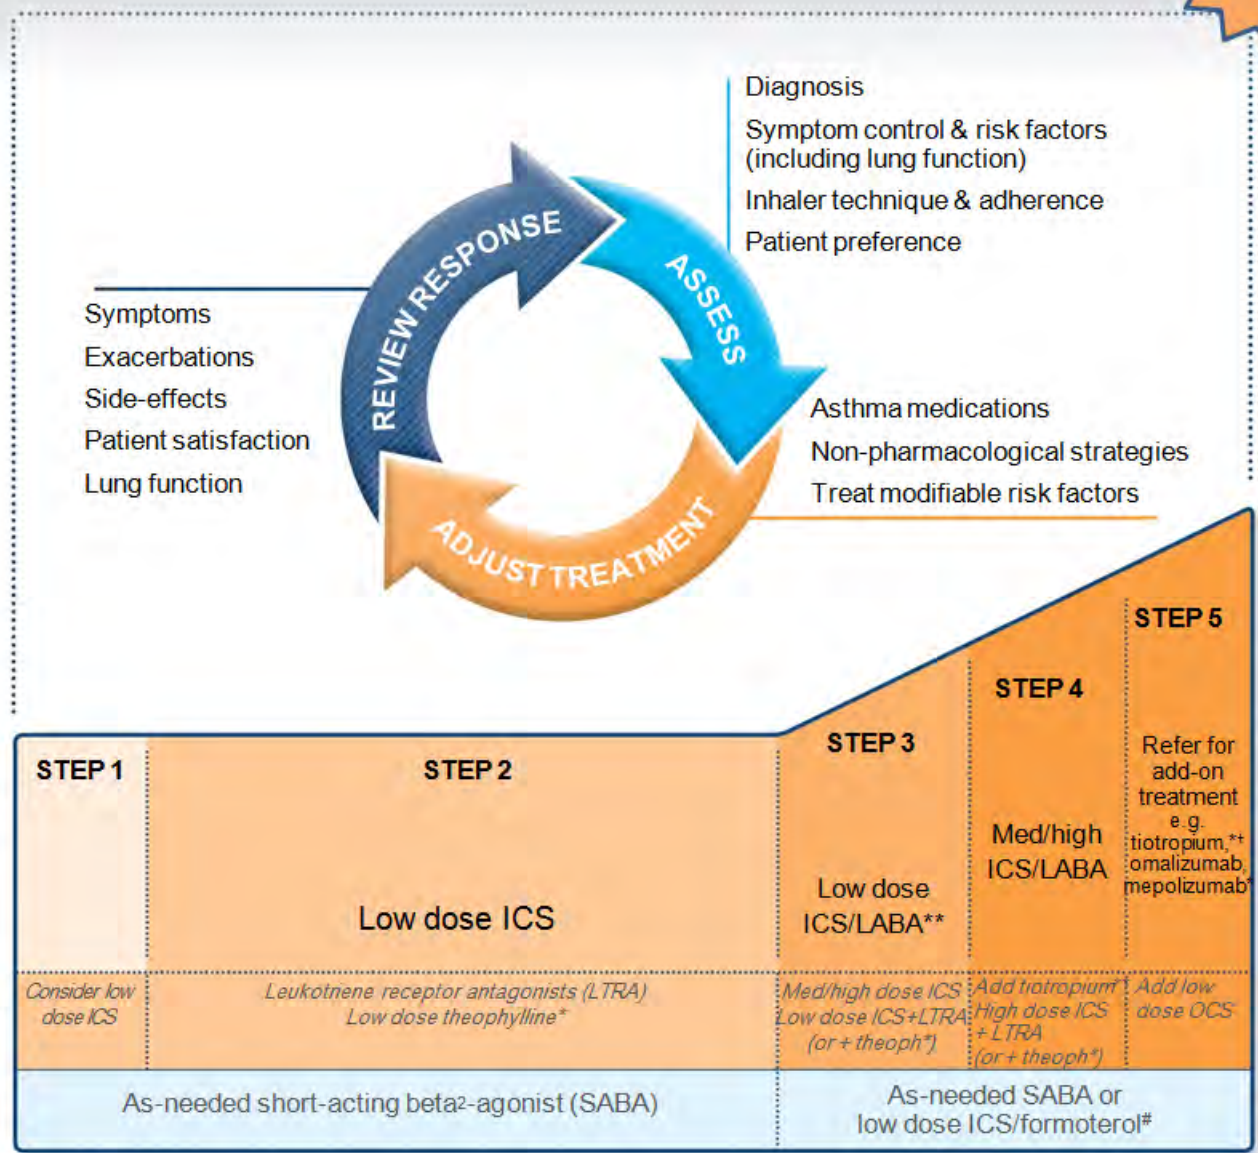 Diagnosis
Symptom control & risk factors
(including lung function)
Inhaler technique & adherence
Patient preference
REVIEW RESPONSE
ASSESS
ADJUST TREATMENT
Symptoms
Exacerbations
Side-effects
Patient satisfaction
Lung function
Asthma medications
Non-pharmacological strategies
Treat modifiable risk factors
STEP 1
STEP 2
Low dose ICS
STEP 3
Low dose
ICS/LABA**
STEP 4
Med/high
ICS/LABA
STEP 5
Refer for
add-on
treatment
e.g.
tiotropium,*†
omalizumab,
mepolizumab*
Consider low
dose ICS
Leukotriene receptor antagonists (LTRA)
Low dose theophylline*
Med/high dose ICS
Low dose ICS+LTRA
(or + theoph*)
Add tiotropium*†
High dose ICS
+ LTRA
(or + theoph*)
Add low
dose OCS
As-needed short-acting beta2-agonist (SABA)
As-needed SABA or
low dose ICS/formoterol#